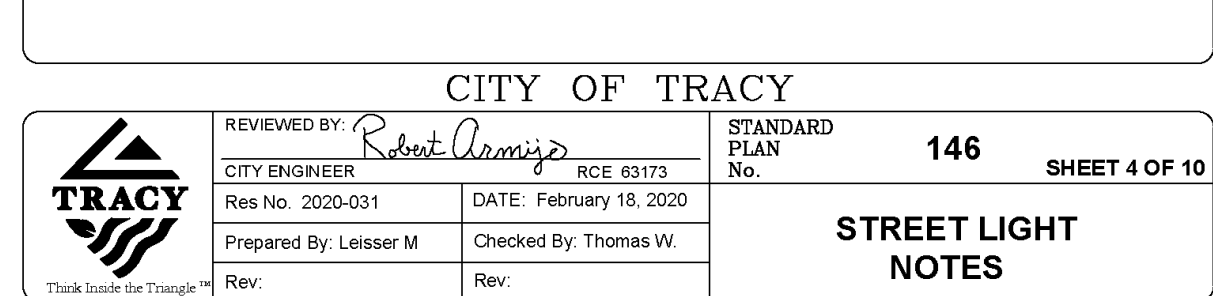 CITY OF TRACY
TRACY
Think Inside the Triangle™
REVIEWED BY: Robert Armijo
CITY ENGINEER RCE 63173
Res No. 2020-031 DATE: February 18, 2020
Prepared By: Leisser M Checked By: Thomas W.
Rev: Rev:
STANDARD
PLAN 146
No. SHEET 4 OF 10
STREET LIGHT
NOTES